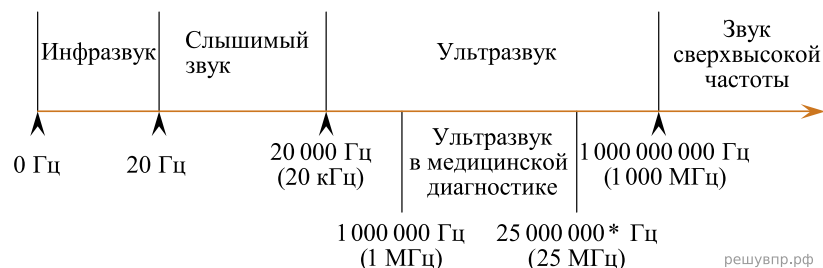 Инфразвук
Слышимый
звук
Ультразвук
Звук
сверхвысокой
частоты
0 Гц
20 Гц
20 000 Гц
(20 кГц)
Ультразвук
в медицинской
диагностике
1 000 000 000 Гц
(1 000 МГц)
1 000 000 Гц
(1 МГц)
25 000 000* Гц
(25 МГц)
решувпр.рф